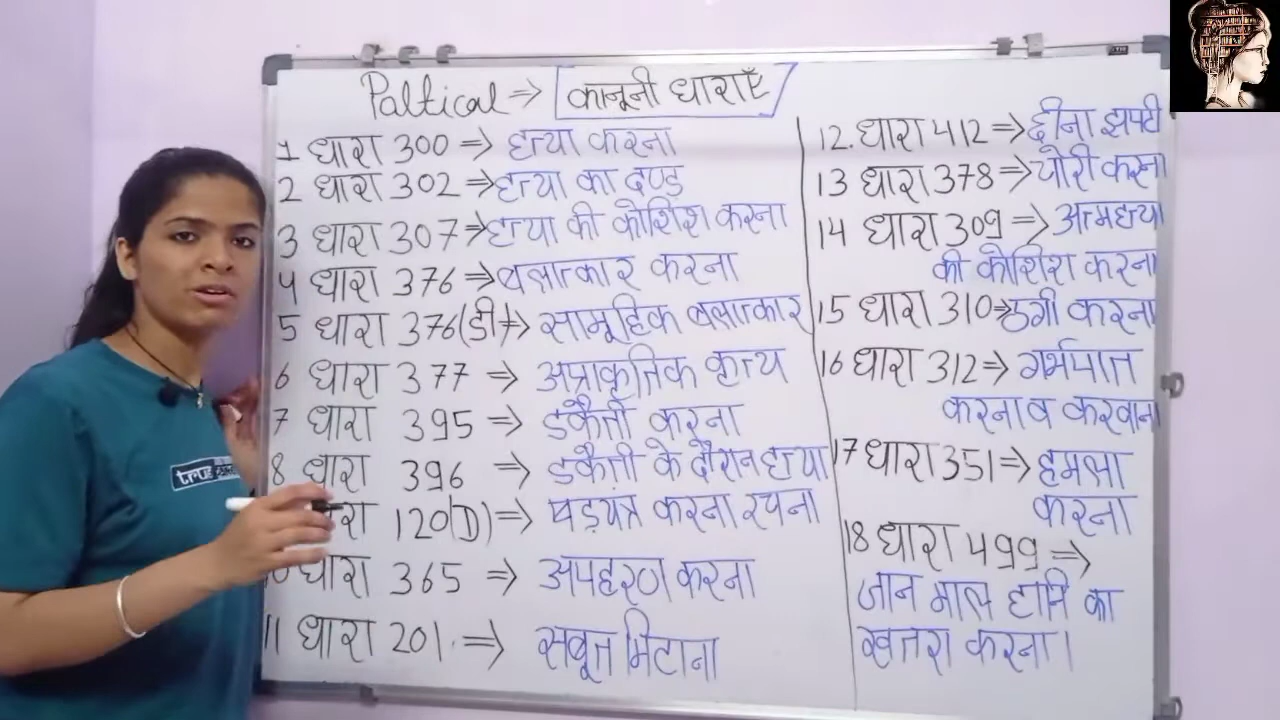 Paltical ⇒ कानूनी धाराएँ
1 धारा 300 ⇒ हत्या करना
2 धारा 302 ⇒ हत्या का दण्ड
3 धारा 307 ⇒ हत्या की कोशिश करना
4 धारा 376 ⇒ बलात्कार करना
5 धारा 376(डी) ⇒ सामूहिक बलात्कार
6 धारा 377 ⇒ अप्राकृतिक कृत्य
7 धारा 395 ⇒ डकैती करना
8 धारा 396 ⇒ डकैती के दौरान हत्या
120(D) ⇒ षड़यंत्र करना रचना
धारा 365 ⇒ अपहरण करना
11 धारा 201. ⇒ सबूत मिटाना
12. धारा 412 ⇒ छीना झपटी
13 धारा 378 ⇒ चोरी करना
14 धारा 309 ⇒ आत्महत्या
की कोशिश करना
15 धारा 310 ⇒ ठगी करना
16 धारा 312 ⇒ गर्भपात
करना व करवाना
17 धारा 351 ⇒ हमला
करना
18 धारा 499 ⇒
जान माल हानि का
खतरा करना।
true